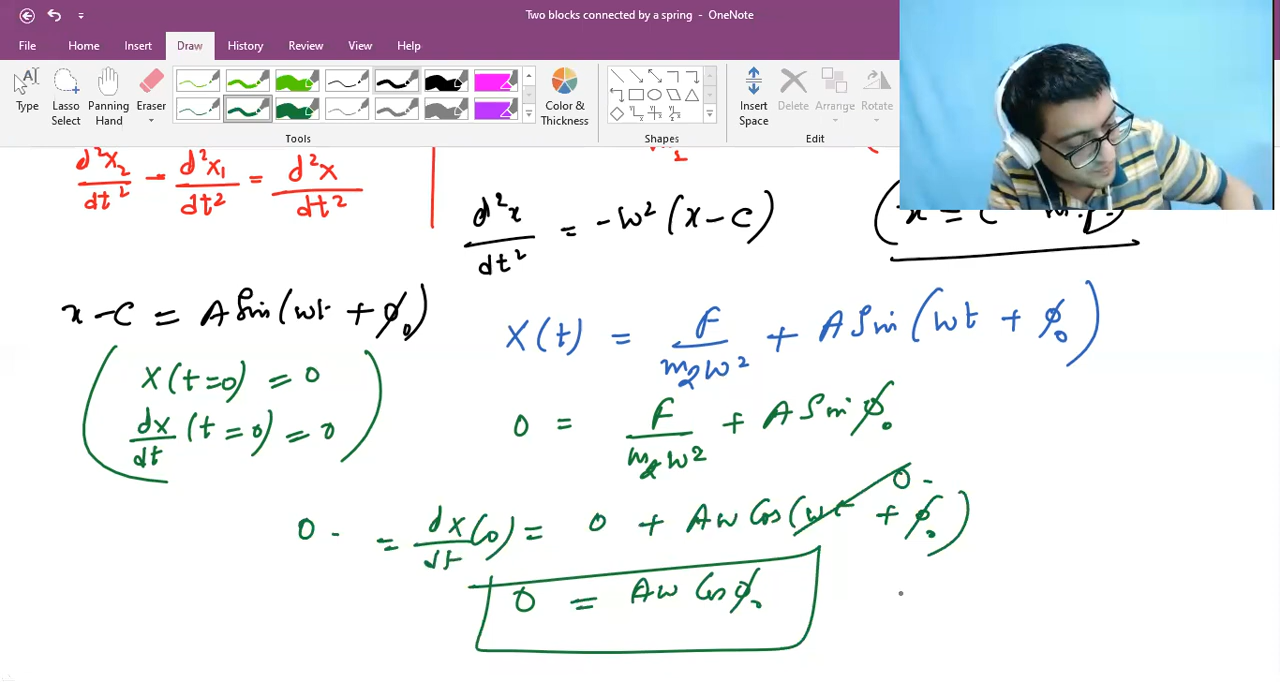 Two blocks connected by a spring - OneNote
File Home Insert Draw History Review View Help
Type Lasso Select Panning Hand Eraser Color & Thickness Insert Space Delete Arrange Rotate
Tools Shapes Edit
d²x₂/dt² - d²x₁/dt² = d²x/dt²
d²x/dt² = -w²(x-c)
x-c = A Sin(wt + ϕ₀)
X(t) = F/m₂w² + A Sin(wt + ϕ₀)
X(t=0) = 0
dx/dt (t=0) = 0
0 = F/m₂w² + A Sin ϕ₀
0 = dx/dt(0) = 0 + Aw Cos(wt + ϕ₀)
0
0 = Aw Cos ϕ₀